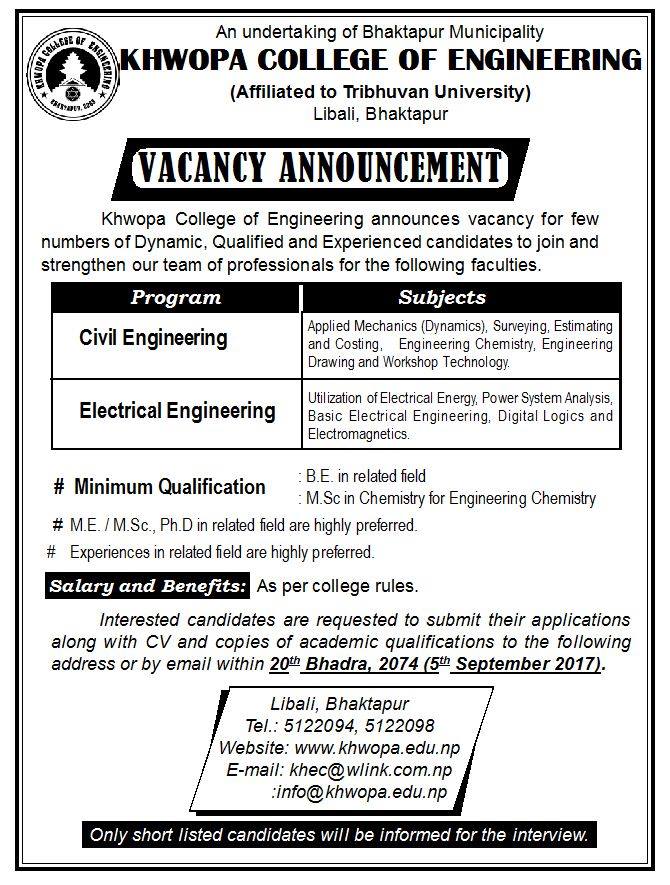 An undertaking of Bhaktapur Municipality
KHWOPA COLLEGE OF ENGINEERING
(Affiliated to Tribhuvan University)
Libali, Bhaktapur
KHWOPA COLLEGE OF ENGINEERING
VACANCY ANNOUNCEMENT
Khwopa College of Engineering announces vacancy for few
numbers of Dynamic, Qualified and Experienced candidates to join and
strengthen our team of professionals for the following faculties.
Program Subjects
Civil Engineering
Applied Mechanics (Dynamics), Surveying, Estimating
and Costing, Engineering Chemistry, Engineering
Drawing and Workshop Technology.
Electrical Engineering
Utilization of Electrical Energy, Power System Analysis,
Basic Electrical Engineering, Digital Logics and
Electromagnetics.
# Minimum Qualification
: B.E. in related field
: M.Sc in Chemistry for Engineering Chemistry
# M.E. / M.Sc., Ph.D in related field are highly preferred.
# Experiences in related field are highly preferred.
Salary and Benefits: As per college rules.
Interested candidates are requested to submit their applications
along with CV and copies of academic qualifications to the following
address or by email within 20th Bhadra, 2074 (5th September 2017).
Libali, Bhaktapur
Tel.: 5122094, 5122098
Website: www.khwopa.edu.np
E-mail: khec@wlink.com.np
:info@khwopa.edu.np
Only short listed candidates will be informed for the interview.